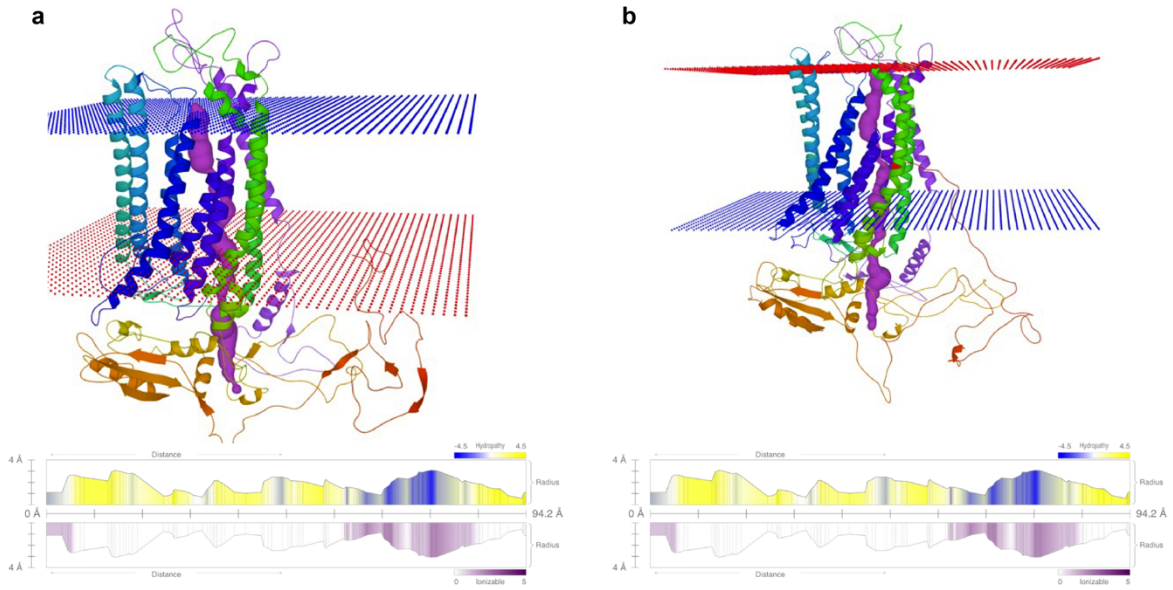 a
b
-4.5 Hydropathy 4.5
Distance
4 Å
Radius
0 Å
94.2 Å
Radius
4 Å
Distance
0 Ionizable 5
-4.5 Hydropathy 4.5
Distance
4 Å
Radius
0 Å
94.2 Å
Radius
4 Å
Distance
0 Ionizable 5